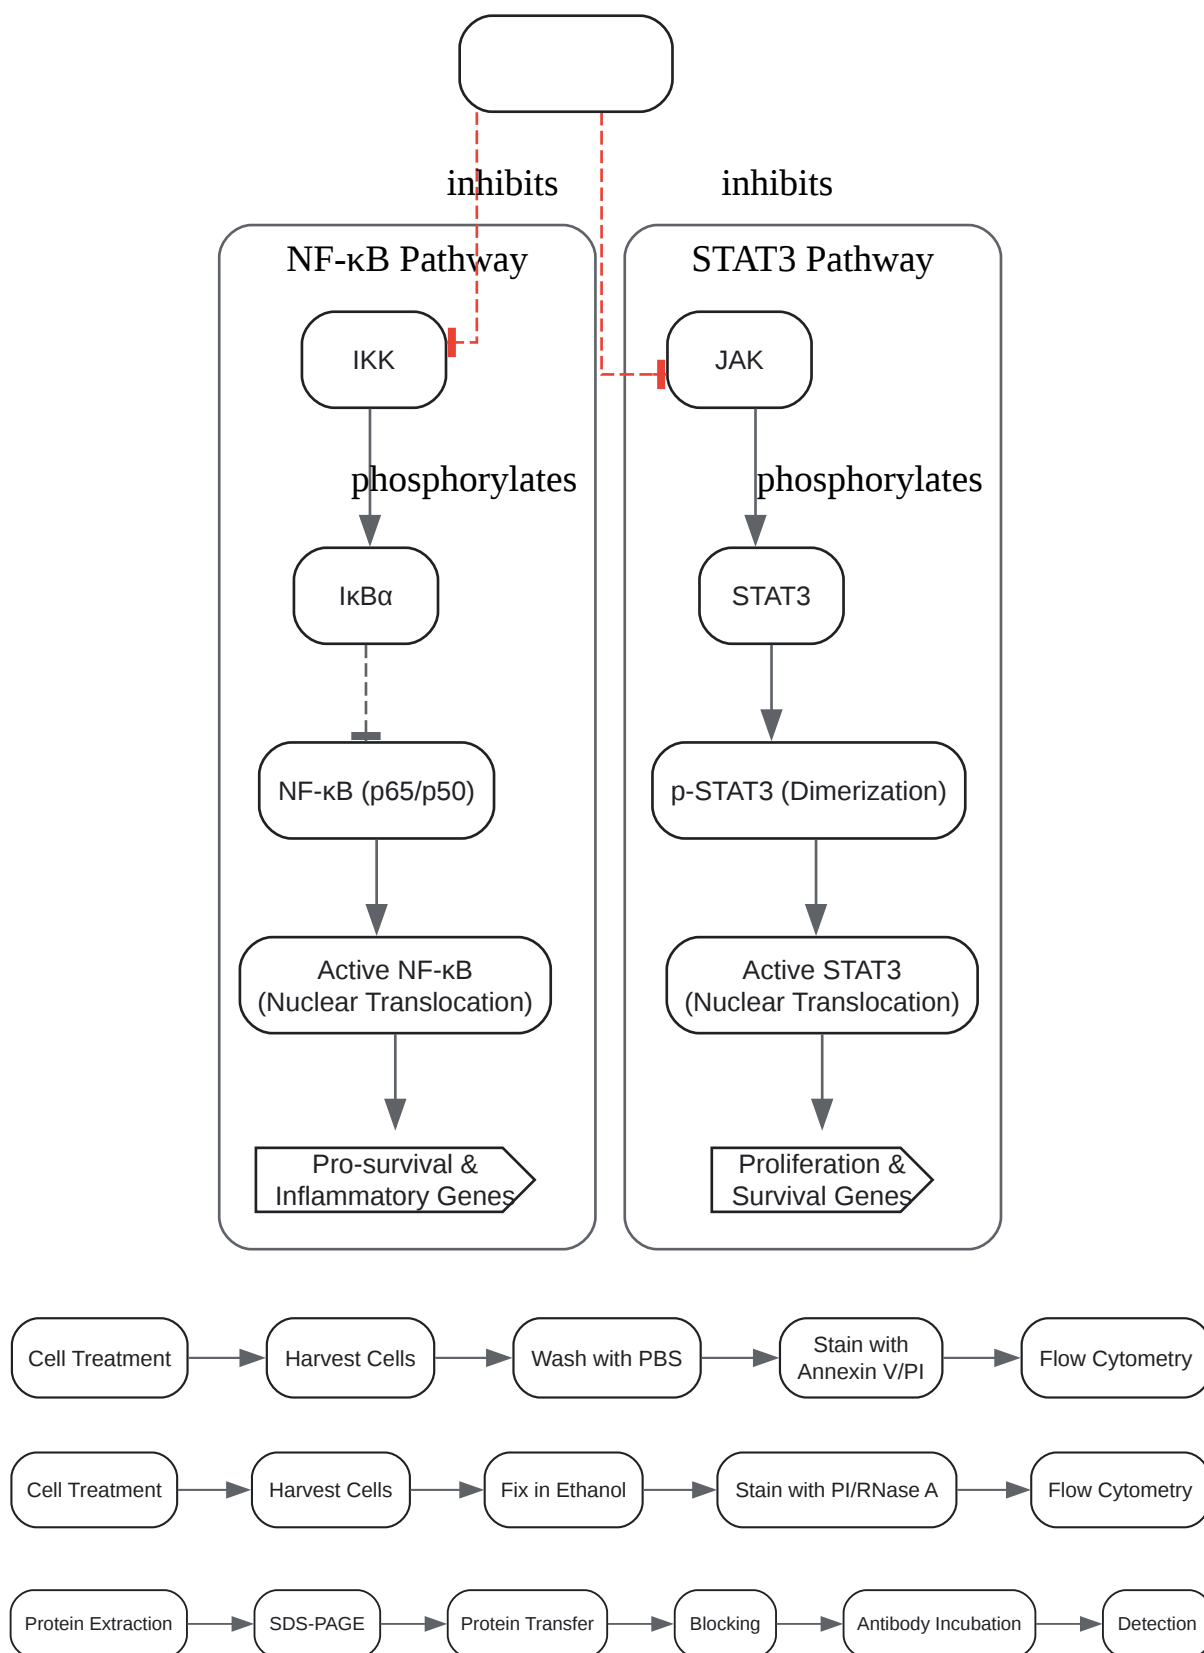 inhibits
inhibits
NF-κB Pathway
STAT3 Pathway
IKK
JAK
phosphorylates
phosphorylates
IκBα
STAT3
NF-κB (p65/p50)
p-STAT3 (Dimerization)
Active NF-κB
(Nuclear Translocation)
Active STAT3
(Nuclear Translocation)
Pro-survival &
Inflammatory Genes
Proliferation &
Survival Genes
Cell Treatment
Harvest Cells
Wash with PBS
Stain with
Annexin V/PI
Flow Cytometry
Cell Treatment
Harvest Cells
Fix in Ethanol
Stain with PI/RNase A
Flow Cytometry
Protein Extraction
SDS-PAGE
Protein Transfer
Blocking
Antibody Incubation
Detection